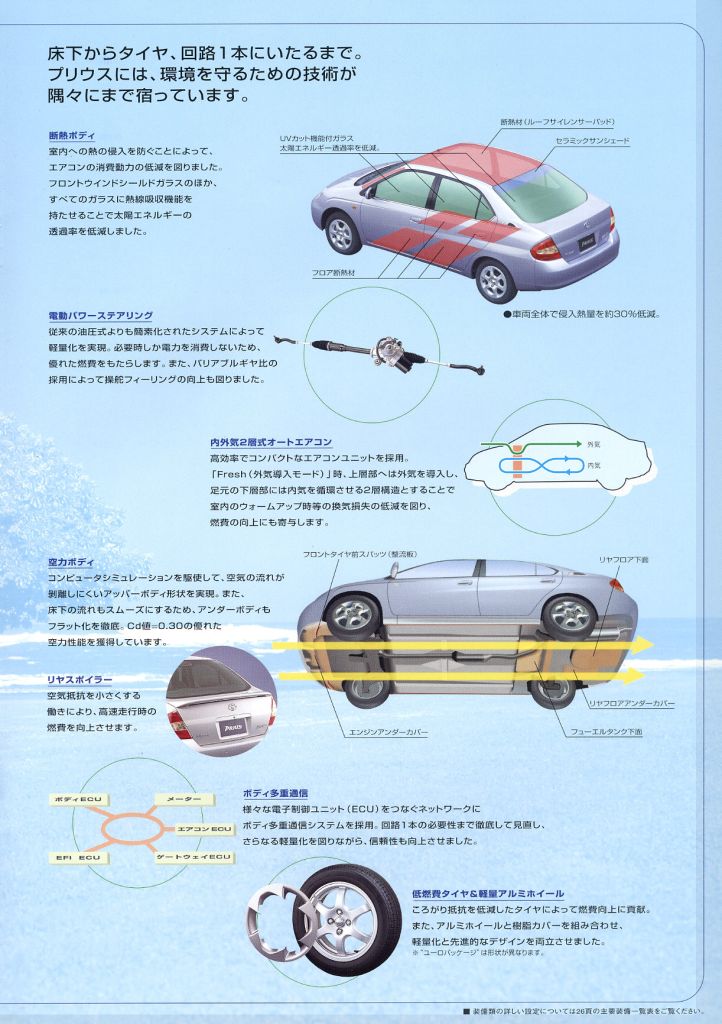 床下からタイヤ、回路1本にいたるまで。
プリウスには、環境を守るための技術が
隅々にまで宿っています。
断熱ボディ
室内への熱の侵入を防ぐことによって、
エアコンの消費動力の低減を図りました。
フロントウインドシールドガラスのほか、
すべてのガラスに熱線吸収機能を
持たせることで太陽エネルギーの
透過率を低減しました。
UVカット機能付ガラス
太陽エネルギー透過率を低減。
断熱材（ルーフサイレンサーパッド）
セラミックサンシェード
フロア断熱材
PRIUS
●車両全体で侵入熱量を約30%低減。
電動パワーステアリング
従来の油圧式よりも簡素化されたシステムによって
軽量化を実現。必要時しか電力を消費しないため、
優れた燃費をもたらします。また、バリアブルギヤ比の
採用によって操舵フィーリングの向上も図りました。
内外気2層式オートエアコン
高効率でコンパクトなエアコンユニットを採用。
「Fresh（外気導入モード）」時、上層部へは外気を導入し、
足元の下層部には内気を循環させる2層構造とすることで
室内のウォームアップ時等の換気損失の低減を図り、
燃費の向上にも寄与します。
外気
内気
空力ボディ
コンピュータシミュレーションを駆使して、空気の流れが
剥離しにくいアッパーボディ形状を実現。また、
床下の流れもスムーズにするため、アンダーボディも
フラット化を徹底。Cd値=0.30の優れた
空力性能を獲得しています。
フロントタイヤ前スパッツ（整流板）
リヤフロア下面
リヤフロアアンダーカバー
エンジンアンダーカバー
フューエルタンク下面
リヤスポイラー
空気抵抗を小さくする
働きにより、高速走行時の
燃費を向上させます。
PRIUS
ボディ多重通信
様々な電子制御ユニット（ECU）をつなぐネットワークに
ボディ多重通信システムを採用。回路1本の必要性まで徹底して見直し、
さらなる軽量化を図りながら、信頼性も向上させました。
ボディECU
メーター
エアコンECU
EFI ECU
ゲートウェイECU
低燃費タイヤ&軽量アルミホイール
ころがり抵抗を低減したタイヤによって燃費向上に貢献。
また、アルミホイールと樹脂カバーを組み合わせ、
軽量化と先進的なデザインを両立させました。
※"ユーロパッケージ"は形状が異なります。
■ 装備類の詳しい設定については26頁の主要装備一覧表をご覧ください。